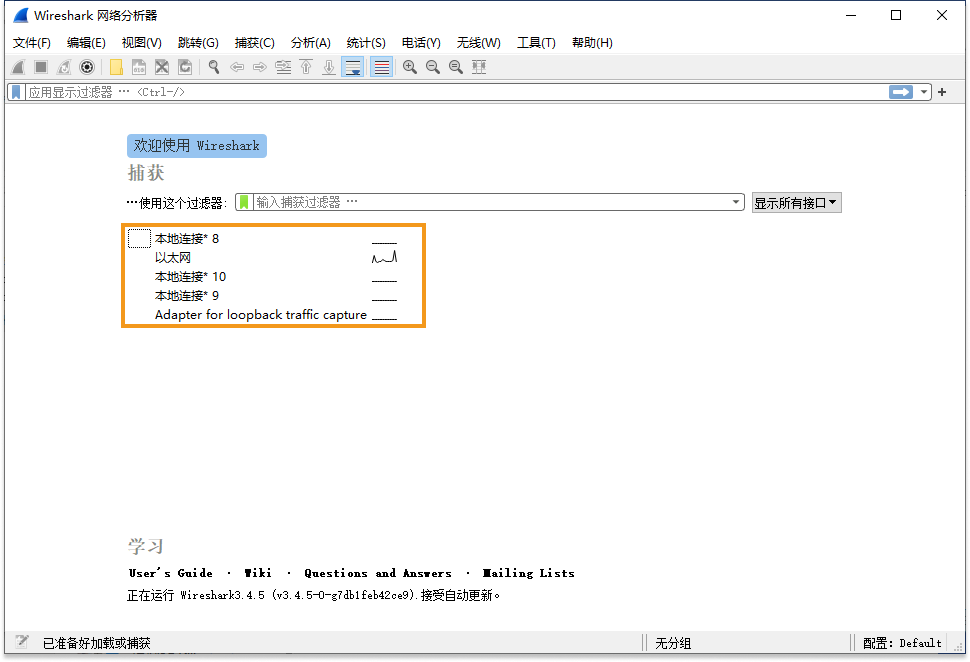 Wireshark 网络分析器
文件(F) 编辑(E) 视图(V) 跳转(G) 捕获(C) 分析(A) 统计(S) 电话(Y) 无线(W) 工具(T) 帮助(H)
应用显示过滤器 … <Ctrl-/>
欢迎使用 Wireshark
捕获
…使用这个过滤器: 输入捕获过滤器 … 显示所有接口
本地连接* 8
以太网
本地连接* 10
本地连接* 9
Adapter for loopback traffic capture
学习
User's Guide · Wiki · Questions and Answers · Mailing Lists
正在运行 Wireshark3.4.5 (v3.4.5-0-g7db1feb42ce9).接受自动更新。
已准备好加载或捕获 无分组 配置: Default